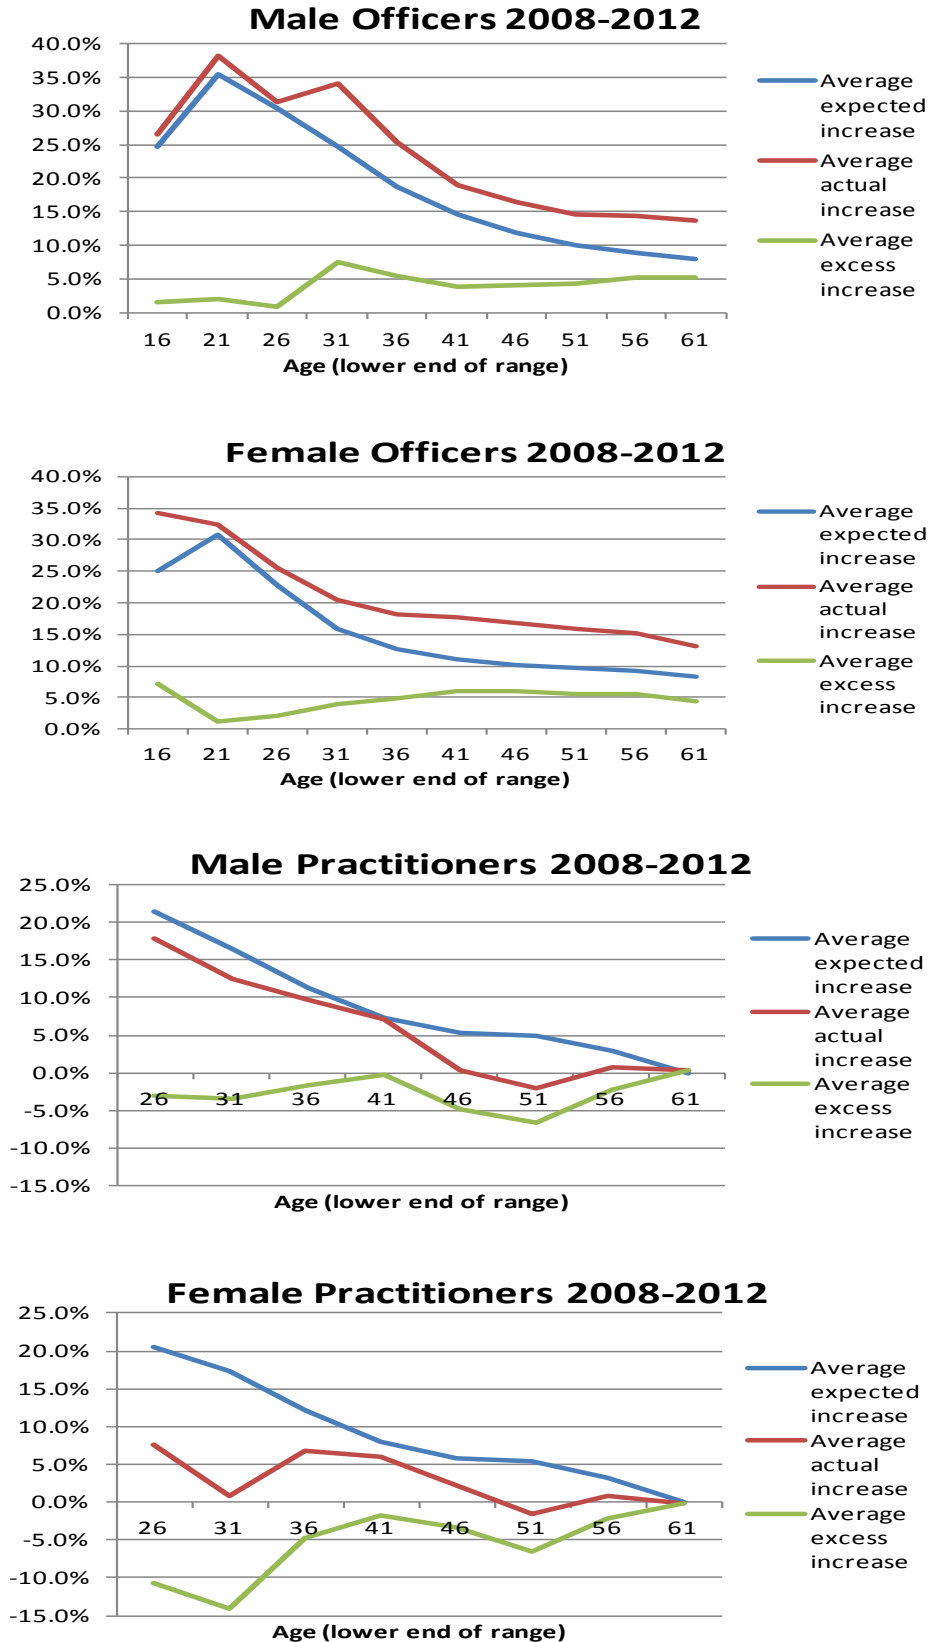 Male Officers 2008-2012
40.0%
35.0%
30.0%
25.0%
20.0%
15.0%
10.0%
5.0%
0.0%
16 21 26 31 36 41 46 51 56 61
Age (lower end of range)
Average
expected
increase
Average
actual
increase
Average
excess
increase
Female Officers 2008-2012
40.0%
35.0%
30.0%
25.0%
20.0%
15.0%
10.0%
5.0%
0.0%
16 21 26 31 36 41 46 51 56 61
Age (lower end of range)
Average
expected
increase
Average
actual
increase
Average
excess
increase
Male Practitioners 2008-2012
25.0%
20.0%
15.0%
10.0%
5.0%
0.0%
-5.0%
-10.0%
-15.0%
26 31 36 41 46 51 56 61
Age (lower end of range)
Average
expected
increase
Average
actual
increase
Average
excess
increase
Female Practitioners 2008-2012
25.0%
20.0%
15.0%
10.0%
5.0%
0.0%
-5.0%
-10.0%
-15.0%
26 31 36 41 46 51 56 61
Age (lower end of range)
Average
expected
increase
Average
actual
increase
Average
excess
increase